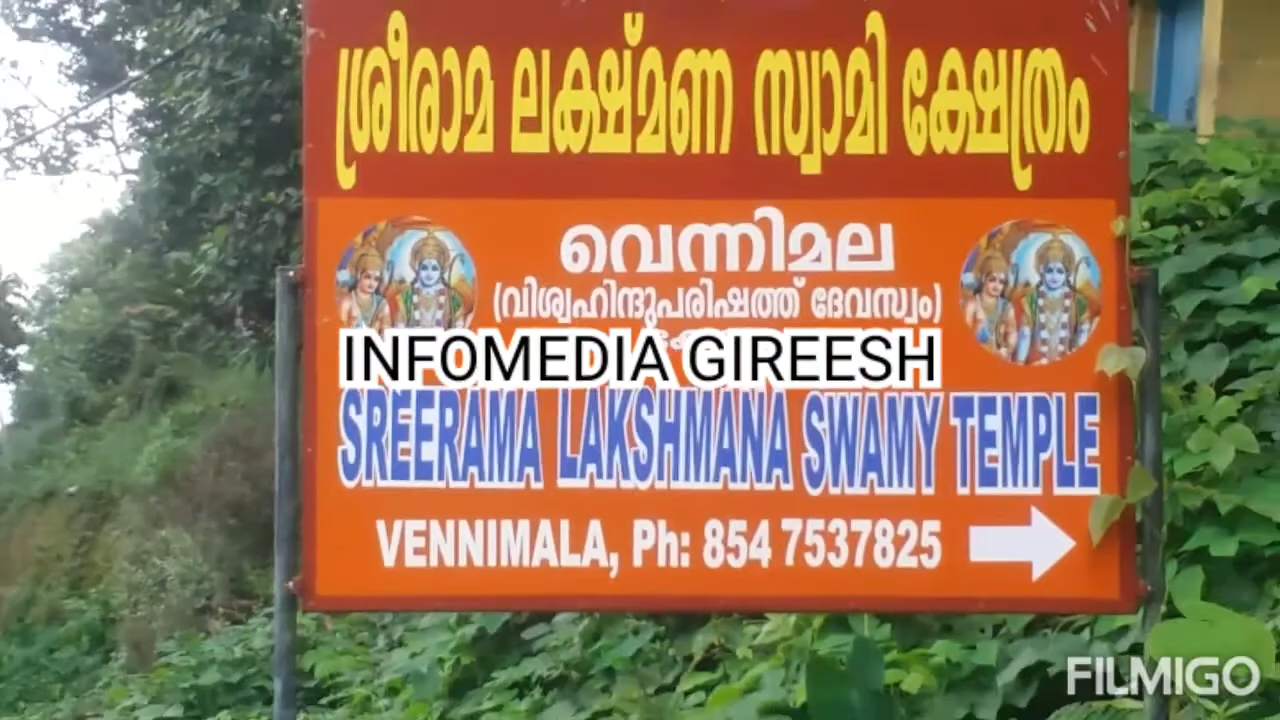 ശ്രീരാമ ലക്ഷ്മണ സ്വാമി ക്ഷേത്രം
വെന്നിമല
(വിശ്വഹിന്ദുപരിഷത്ത് ദേവസ്വം)
INFOMEDIA GIREESH
SREERAMA LAKSHMANA SWAMY TEMPLE
VENNIMALA, Ph: 854 7537825
FILMIGO